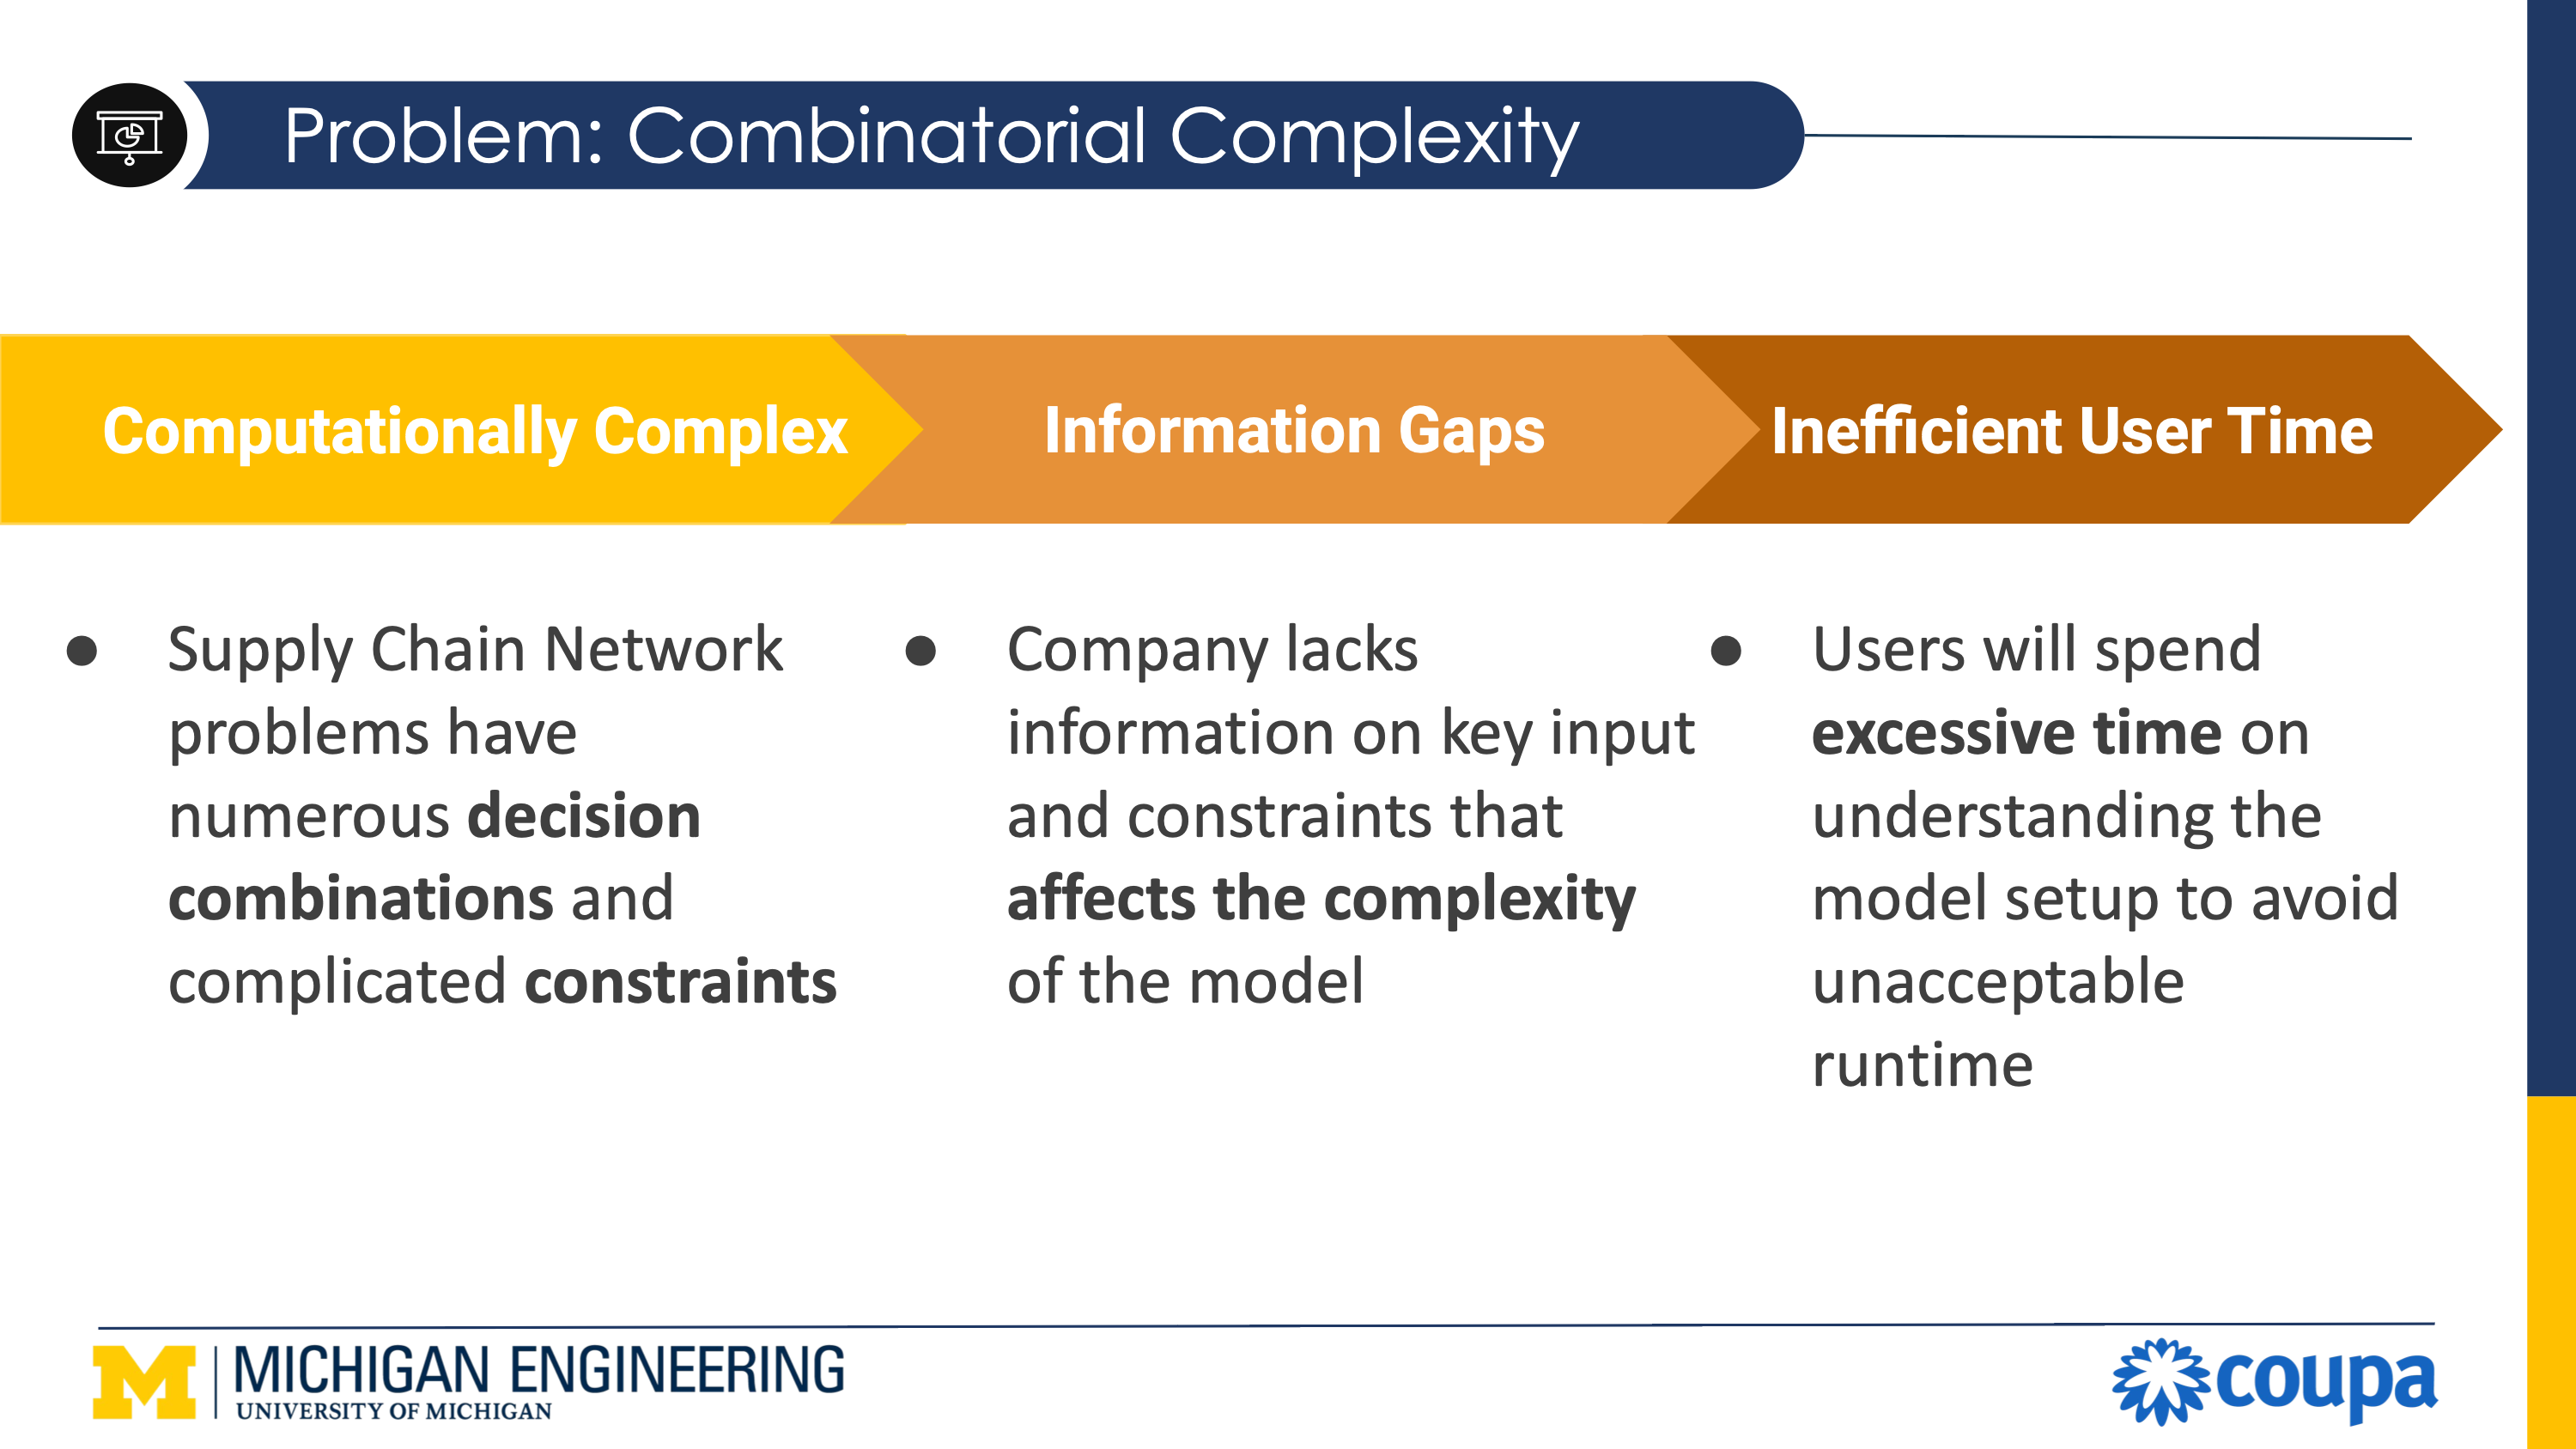 Problem: Combinatorial Complexity
Computationally Complex
Information Gaps
Inefficient User Time
● Supply Chain Network
problems have
numerous decision
combinations and
complicated constraints
● Company lacks
information on key input
and constraints that
affects the complexity
of the model
● Users will spend
excessive time on
understanding the
model setup to avoid
unacceptable
runtime
M | MICHIGAN ENGINEERING
UNIVERSITY OF MICHIGAN
coupa